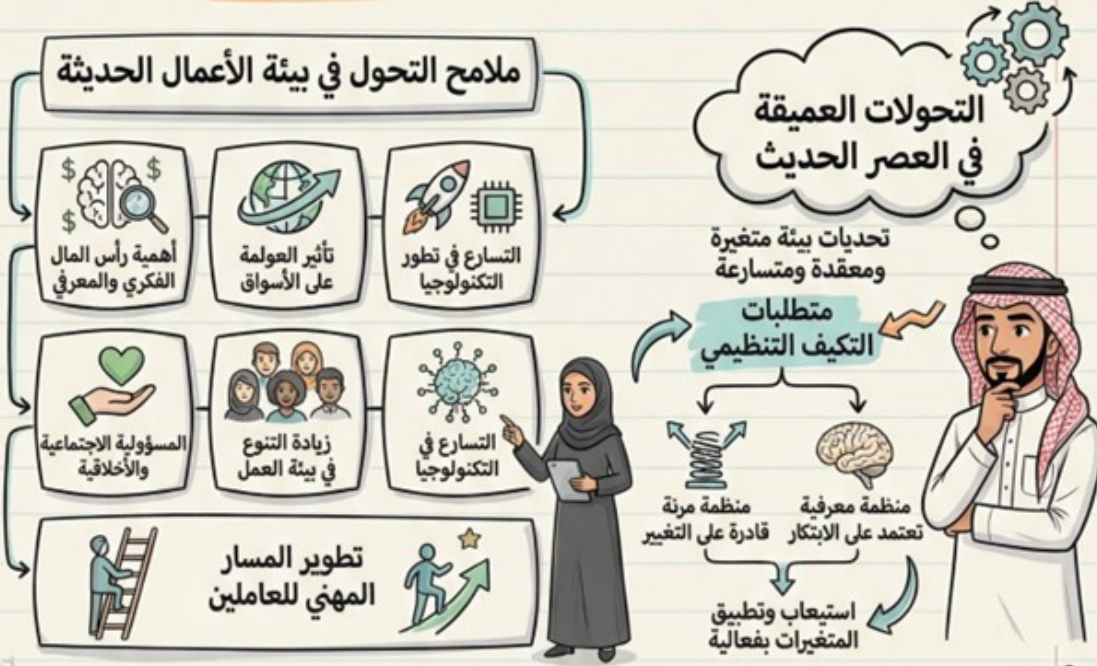 التحولات العميقة
في العصر الحديث
تحديات بيئة متغيرة
ومعقدة ومتسارعة
متطلبات
التكيف التنظيمي
منظمة معرفية
تعتمد على الابتكار
منظمة مرنة
قادرة على التغيير
استيعاب وتطبيق
المتغيرات بفعالية
ملامح التحول في بيئة الأعمال الحديثة
التسارع في تطور
التكنولوجيا
تأثير العولمة
على الأسواق
$ $
$
أهمية رأس المال
الفكري والمعرفي
التسارع في
التكنولوجيا
زيادة التنوع
في بيئة العمل
المسؤولية الاجتماعية
والأخلاقية
تطوير المسار
المهني للعاملين